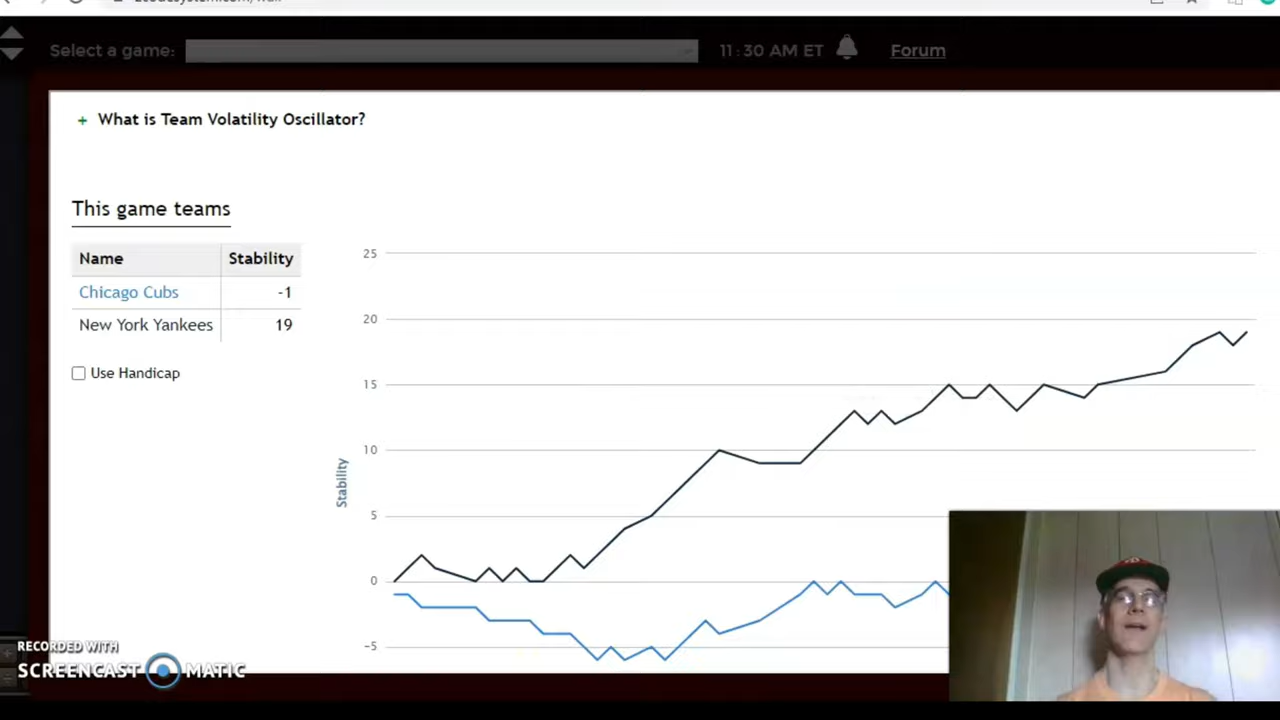 Select a game:
11:30 AM ET
Forum
+ What is Team Volatility Oscillator?
This game teams
Name Stability
Chicago Cubs -1
New York Yankees 19
Use Handicap
25
20
15
10
5
0
-5
Stability
RECORDED WITH
SCREENCAST MATIC